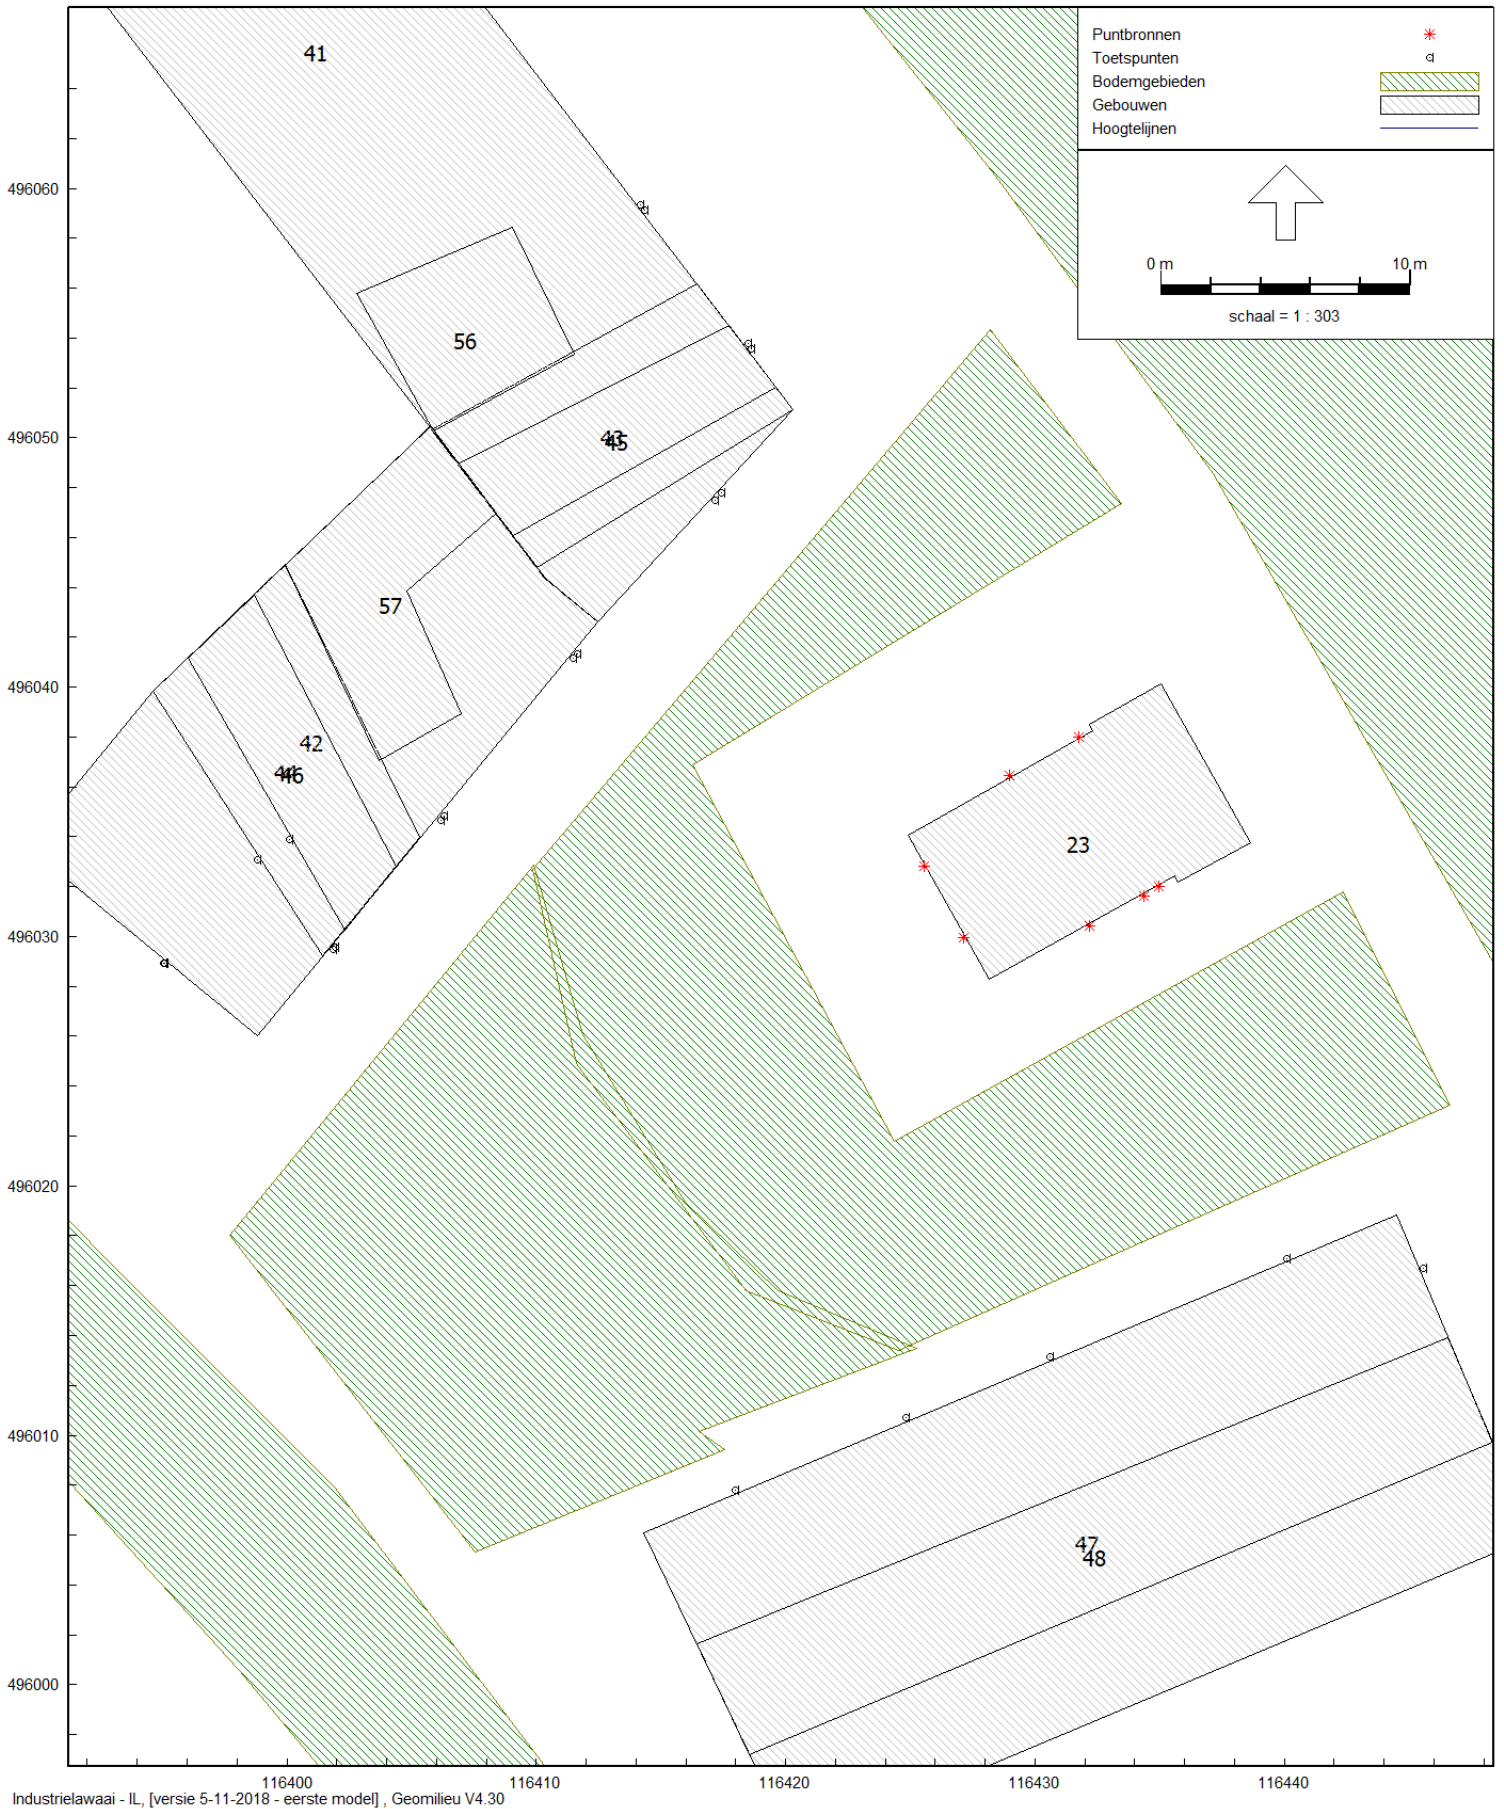 41
Puntbronnen
Toetspunten
Bodemgebieden
Gebouwen
Hoogtelijnen
0 m 10 m
schaal = 1 : 303
496060
56
496050
43
45
57
496040
42
44
46
23
496030
496020
496010
47
48
496000
116400 116410 116420 116430 116440
Industrielawaai - IL, [versie 5-11-2018 - eerste model] , Geomilieu V4.30